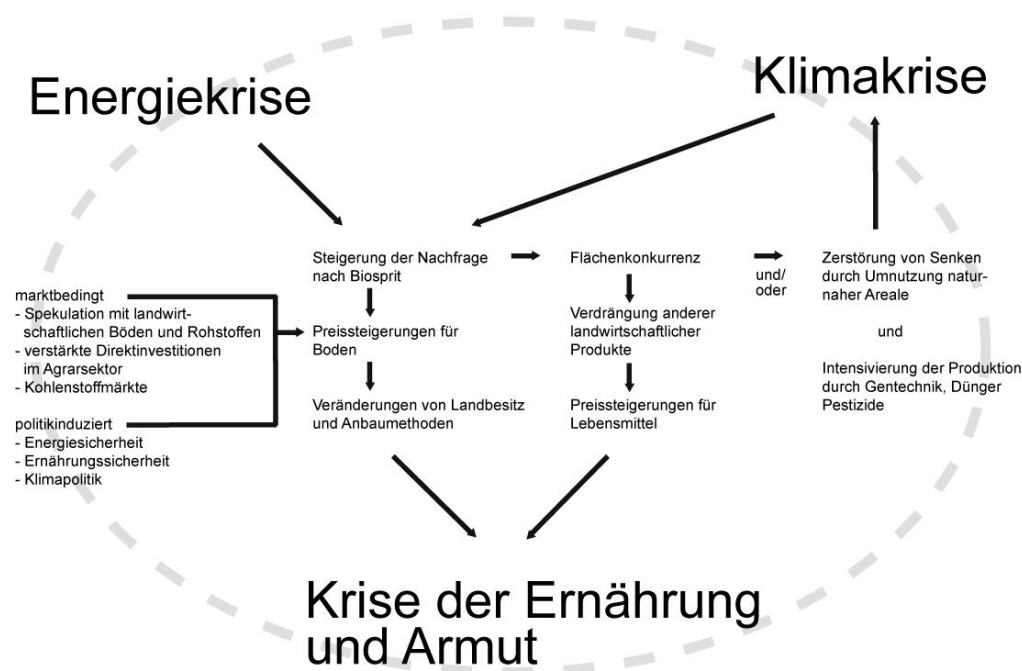 Energiekrise
Klimakrise
Steigerung der Nachfrage
nach Biosprit
Flächenkonkurrenz
und/
oder
Zerstörung von Senken
durch Umnutzung natur-
naher Areale
und
Intensivierung der Produktion
durch Gentechnik, Dünger
Pestizide
marktbedingt
- Spekulation mit landwirt-
schaftlichen Böden und Rohstoffen
- verstärkte Direktinvestitionen
im Agrarsektor
- Kohlenstoffmärkte
politikinduziert
- Energiesicherheit
- Ernährungssicherheit
- Klimapolitik
Preissteigerungen für
Boden
Veränderungen von Landbesitz
und Anbaumethoden
Verdrängung anderer
landwirtschaftlicher
Produkte
Preissteigerungen für
Lebensmittel
Krise der Ernährung
und Armut